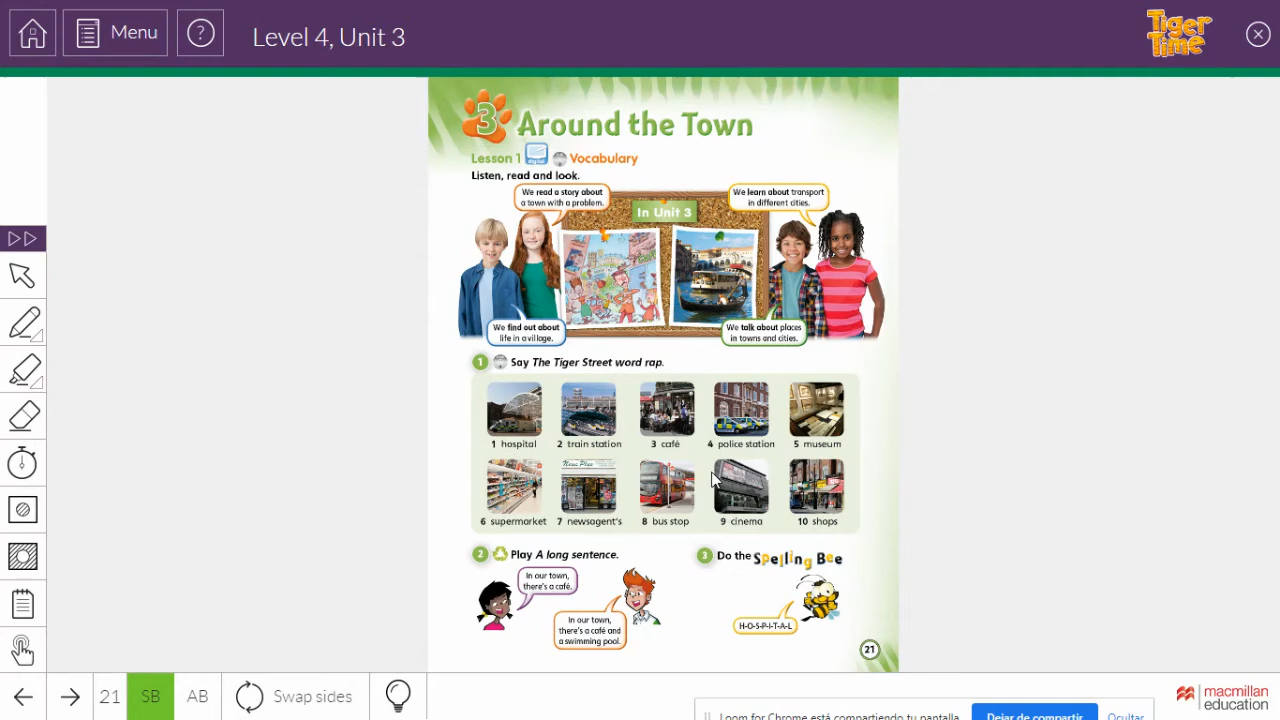 Menu
?
Level 4, Unit 3
Tiger
Time
3 Around the Town
Lesson 1 digital Vocabulary
Listen, read and look.
We read a story about
a town with a problem.
In Unit 3
We learn about transport
in different cities.
We find out about
life in a village.
We talk about places
in towns and cities.
1 Say The Tiger Street word rap.
1 hospital
2 train station
3 café
4 police station
5 museum
News Plus
6 supermarket
7 newsagent's
8 bus stop
9 cinema
10 shops
2 Play A long sentence.
In our town,
there's a café.
In our town,
there's a café and
a swimming pool.
3 Do the Spelling Bee
H-O-S-P-I-T-A-L
21
21
SB
AB
Swap sides
Loom for Chrome está compartiendo tu pantalla.
Dejar de compartir
Ocultar
macmillan
education